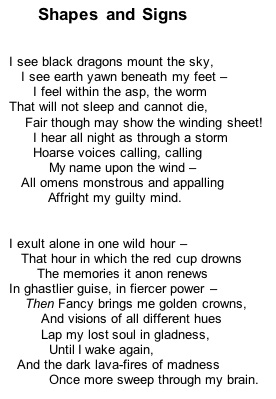 Shapes and Signs
I see black dragons mount the sky,
I see earth yawn beneath my feet –
I feel within the asp, the worm
That will not sleep and cannot die,
Fair though may show the winding sheet!
I hear all night as through a storm
Hoarse voices calling, calling
My name upon the wind –
All omens monstrous and appalling
Affright my guilty mind.
I exult alone in one wild hour –
That hour in which the red cup drowns
The memories it anon renews
In ghastlier guise, in fiercer power –
Then Fancy brings me golden crowns,
And visions of all different hues
Lap my lost soul in gladness,
Until I wake again,
And the dark lava-fires of madness
Once more sweep through my brain.